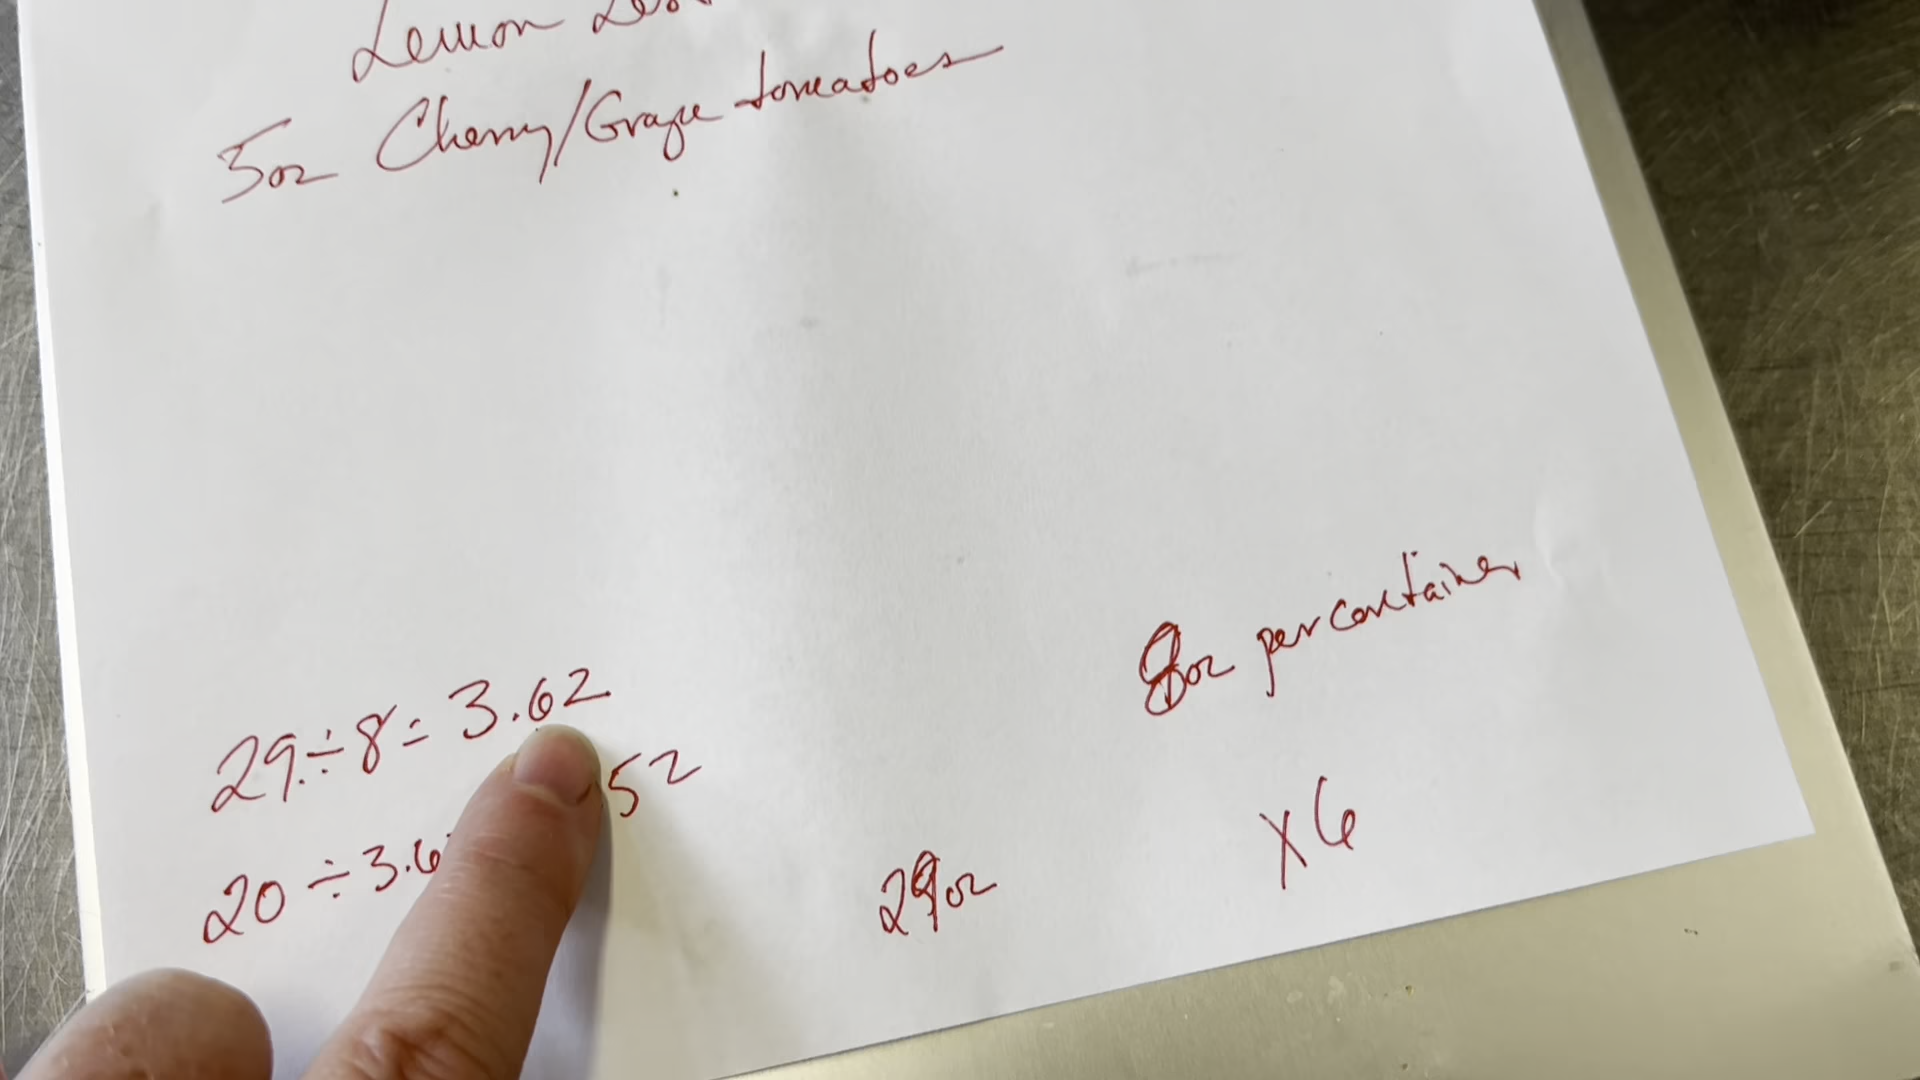 Lemon
5oz Cherry/Grape tomatoes
8oz per container
29÷8= 3.62
52
20÷3.6
29oz
x6